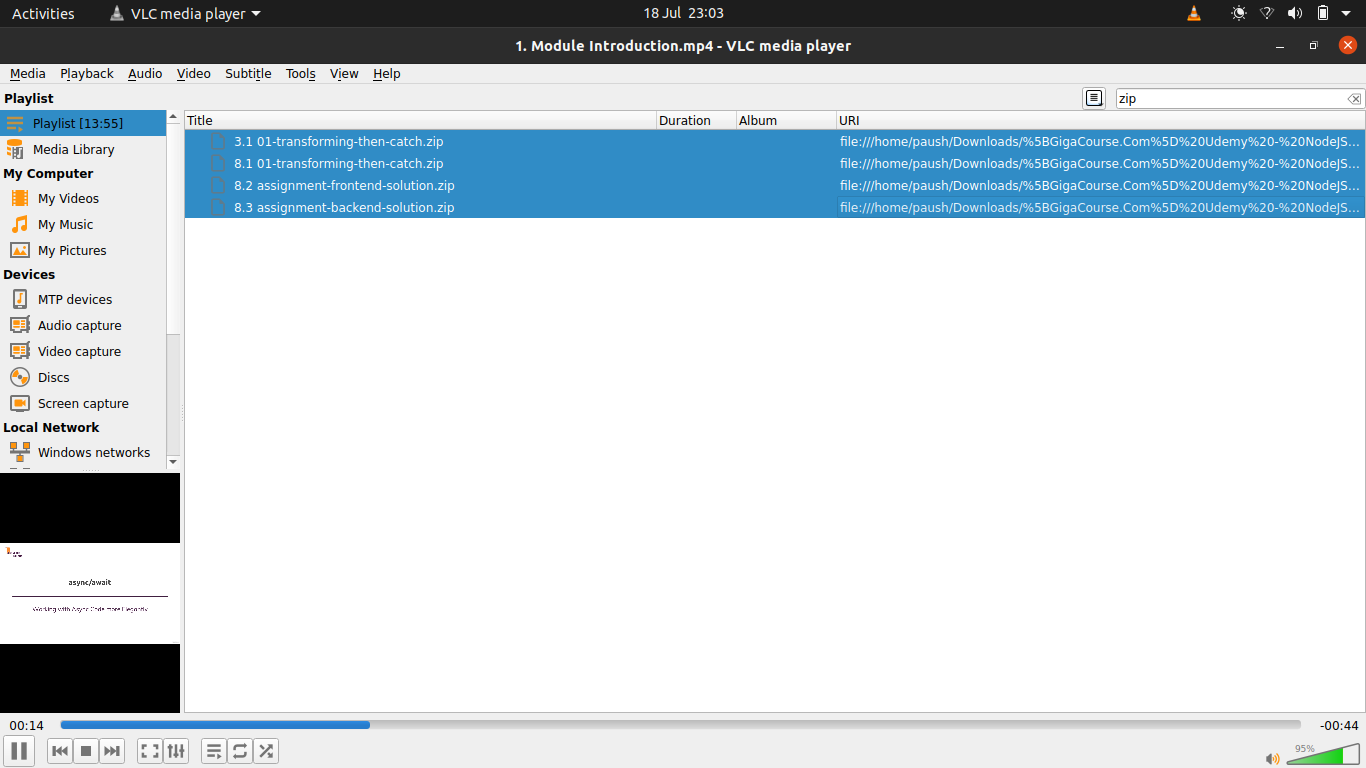 Activities
VLC media player
18 Jul 23:03
1. Module Introduction.mp4 - VLC media player
Media Playback Audio Video Subtitle Tools View Help
Playlist
zip
Playlist [13:55]
Media Library
My Computer
My Videos
My Music
My Pictures
Devices
MTP devices
Audio capture
Video capture
Discs
Screen capture
Local Network
Windows networks
Title Duration Album URI
3.1 01-transforming-then-catch.zip file:///home/paush/Downloads/%5BGigaCourse.Com%5D%20Udemy%20-%20NodeJS...
8.1 01-transforming-then-catch.zip file:///home/paush/Downloads/%5BGigaCourse.Com%5D%20Udemy%20-%20NodeJS...
8.2 assignment-frontend-solution.zip file:///home/paush/Downloads/%5BGigaCourse.Com%5D%20Udemy%20-%20NodeJS...
8.3 assignment-backend-solution.zip file:///home/paush/Downloads/%5BGigaCourse.Com%5D%20Udemy%20-%20NodeJS...
async/await
Working with Async Code more Elegantly
00:14
-00:44
95%